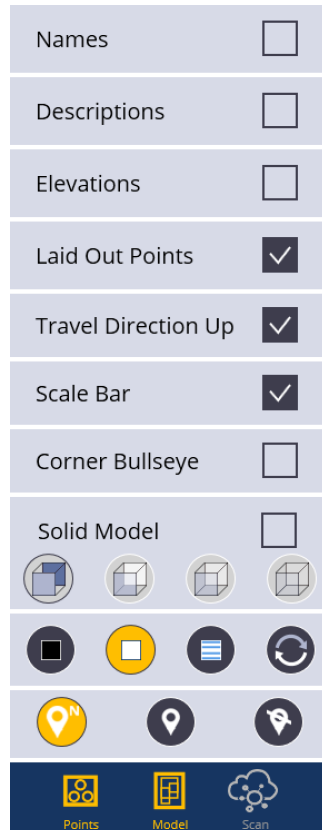 Names
Descriptions
Elevations
Laid Out Points
Travel Direction Up
Scale Bar
Corner Bullseye
Solid Model
N
Points Model Scan